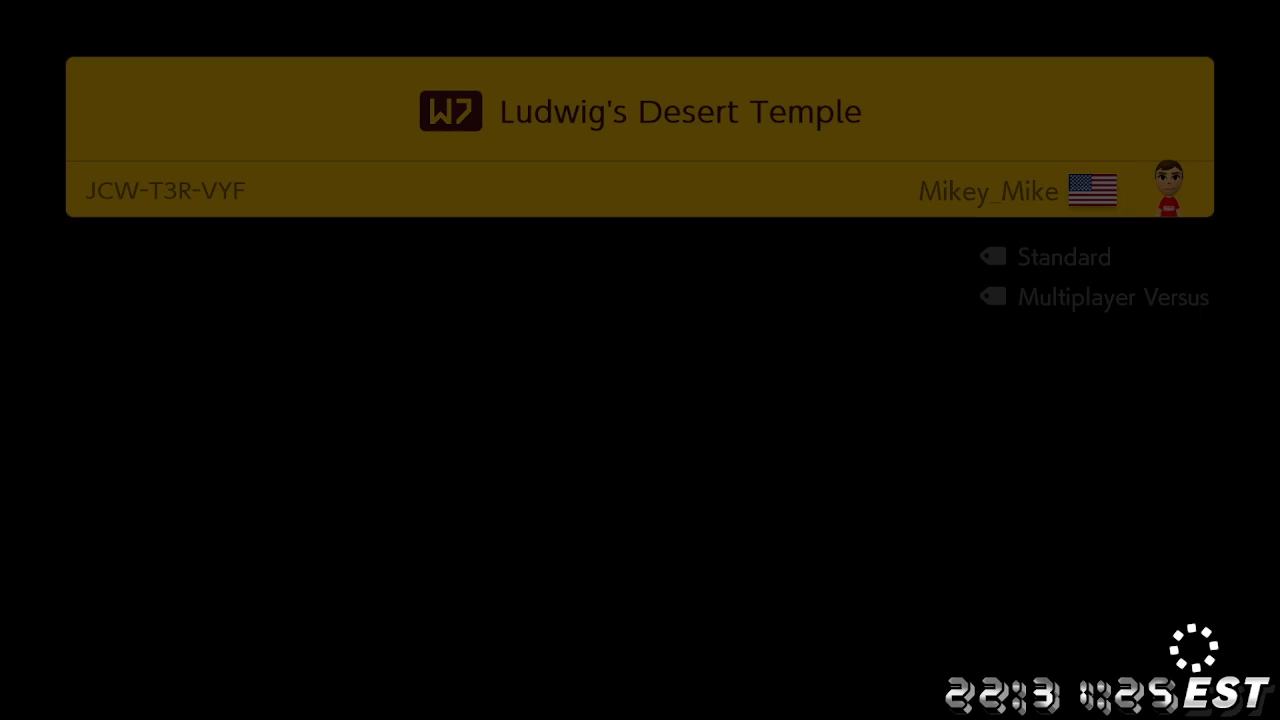 W7 Ludwig's Desert Temple
JCW-T3R-VYF
Mikey_Mike
Standard
Multiplayer Versus
EST